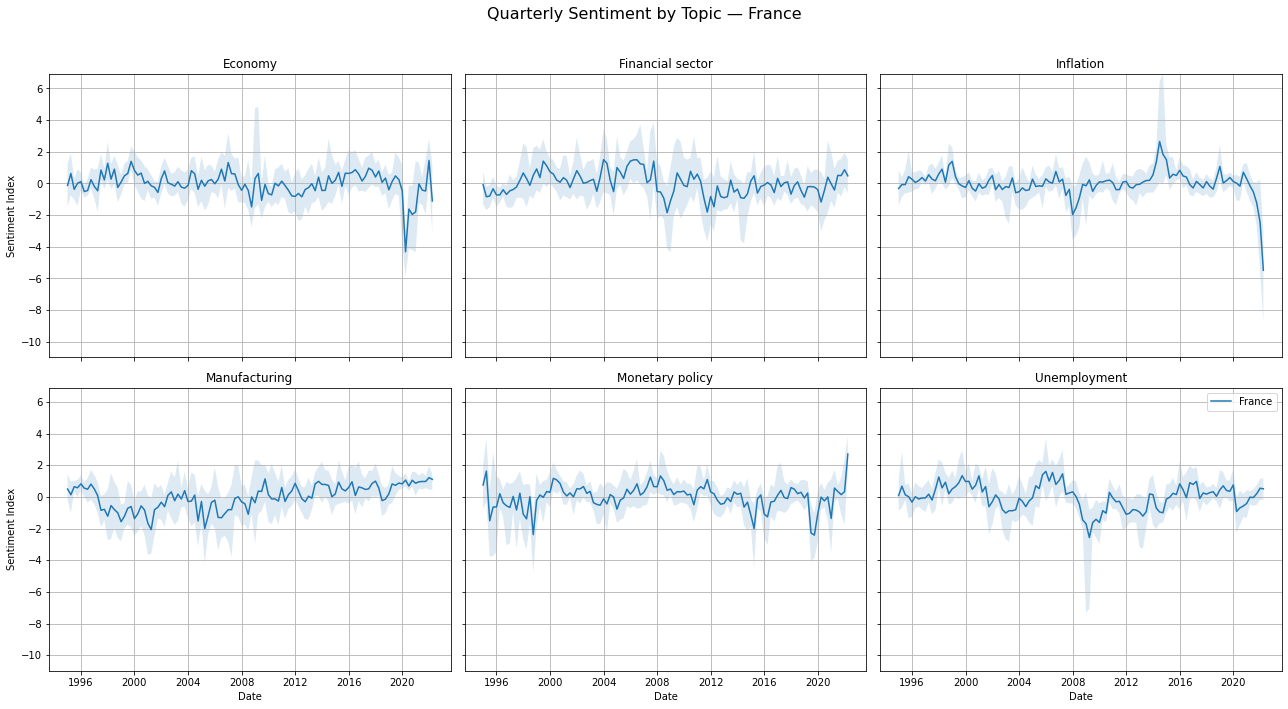 Quarterly Sentiment by Topic — France
Economy
Financial sector
Inflation
Sentiment Index
6
4
2
0
−2
−4
−6
−8
−10
Manufacturing
Monetary policy
Unemployment
Sentiment Index
6
4
2
0
−2
−4
−6
−8
−10
France
1996 2000 2004 2008 2012 2016 2020
1996 2000 2004 2008 2012 2016 2020
1996 2000 2004 2008 2012 2016 2020
Date
Date
Date